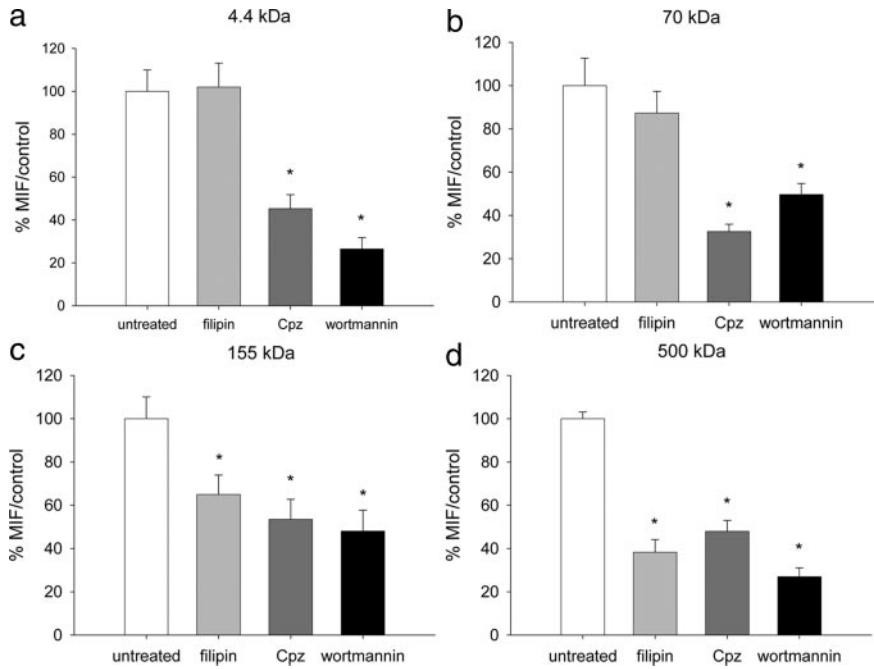 a
4.4 kDa
% MIF/control
120
100
80
60
40
20
0
*
*
untreated
filipin
Cpz
wortmannin
b
70 kDa
% MIF/control
120
100
80
60
40
20
0
*
*
untreated
filipin
Cpz
wortmannin
c
155 kDa
% MIF/control
120
100
80
60
40
20
0
*
*
*
untreated
filipin
Cpz
wortmannin
d
500 kDa
% MIF/control
120
100
80
60
40
20
0
*
*
*
untreated
filipin
Cpz
wortmannin